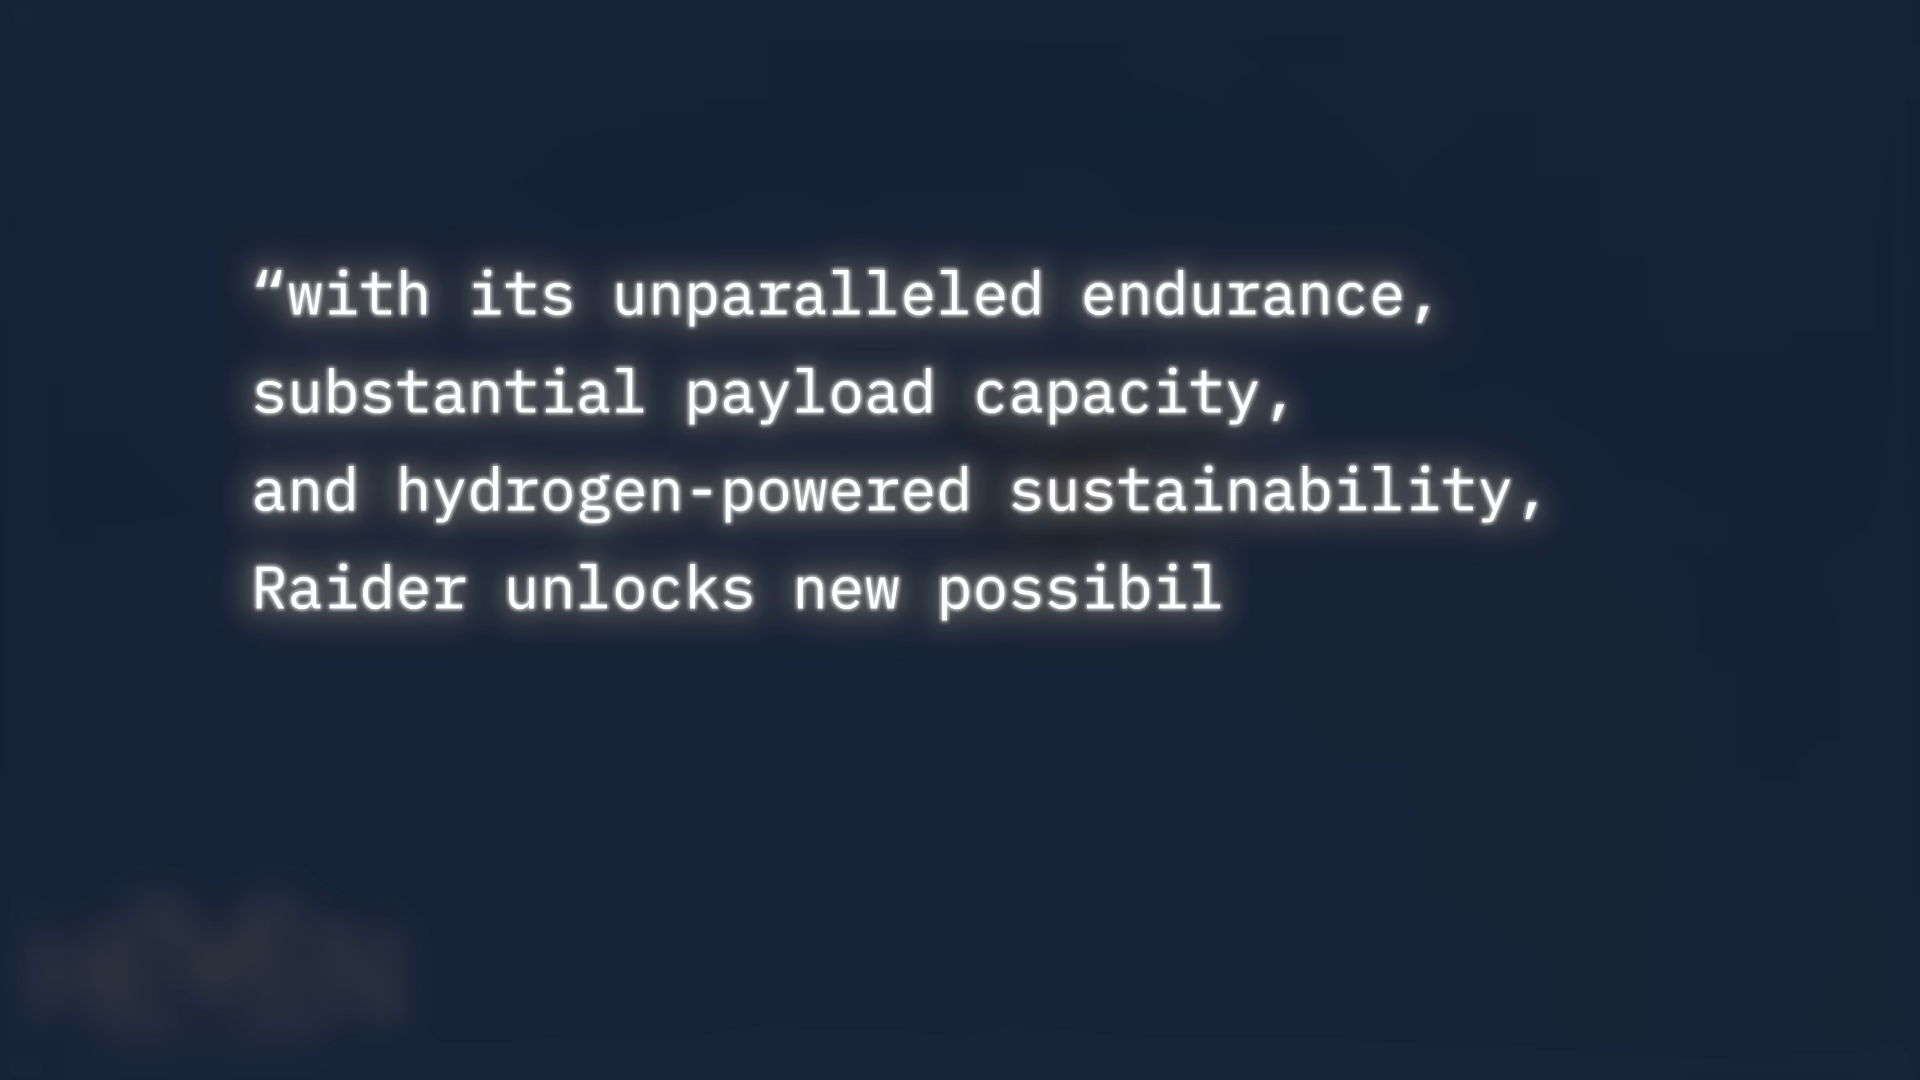 “with its unparalleled endurance,
substantial payload capacity,
and hydrogen-powered sustainability,
Raider unlocks new possibil